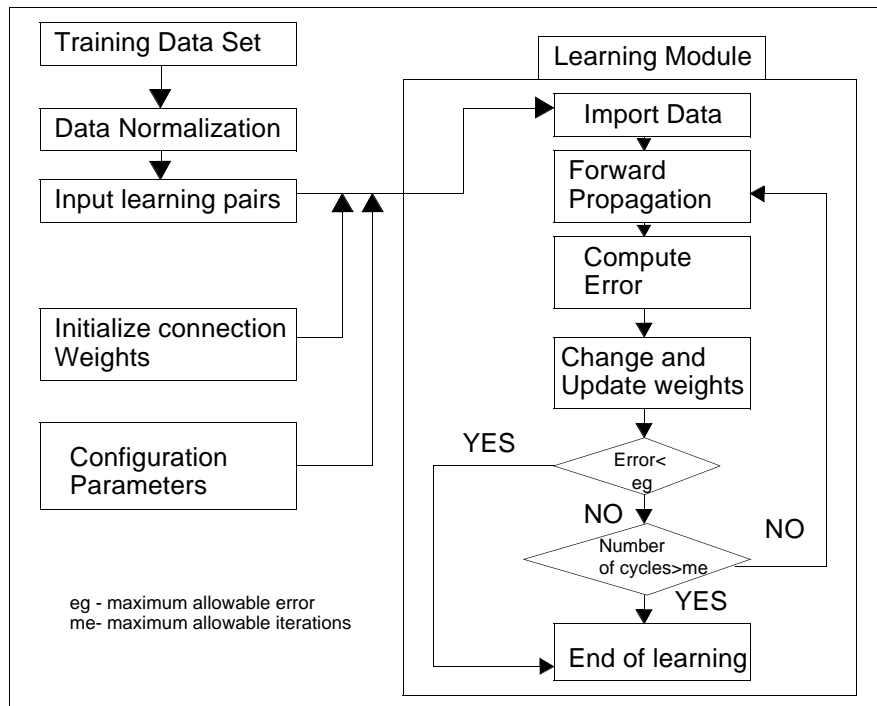 Training Data Set
Data Normalization
Input learning pairs
Initialize connection
Weights
Configuration
Parameters
eg - maximum allowable error
me- maximum allowable iterations
Learning Module
Import Data
Forward
Propagation
Compute
Error
Change and
Update weights
YES
Error<
eg
NO
NO
Number
of cycles>me
YES
End of learning